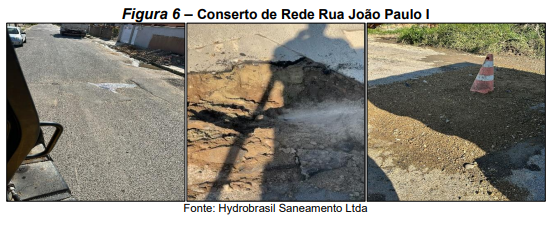 Figura 6 – Conserto de Rede Rua João Paulo I
Fonte: Hydrobrasil Saneamento Ltda